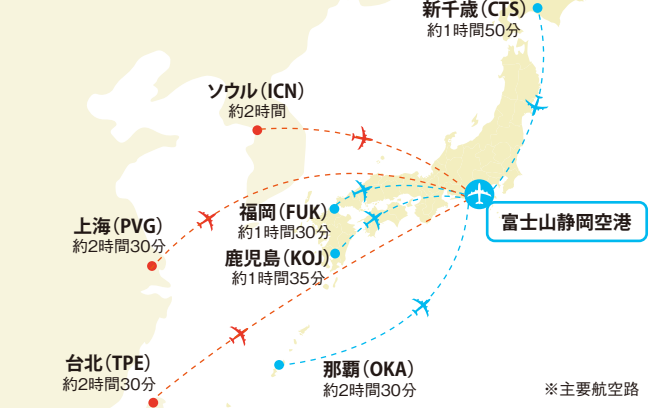 新千歳（CTS）
約1時間50分
ソウル（ICN）
約2時間
福岡（FUK）
約1時間30分
上海（PVG）
約2時間30分
富士山静岡空港
鹿児島（KOJ）
約1時間35分
台北（TPE）
約2時間30分
那覇（OKA）
約2時間30分
※主要航空路